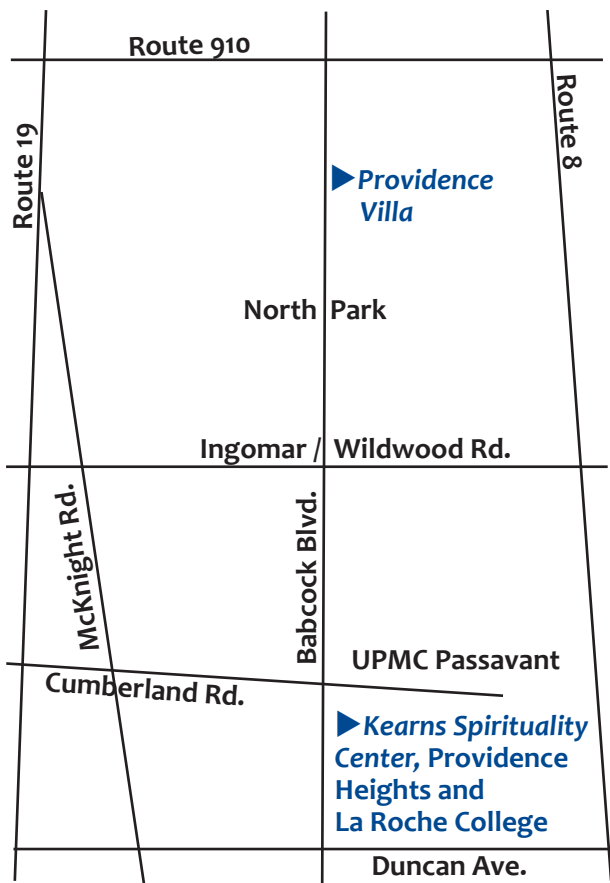 Route 910
Route 19
Route 8
▶Providence
Villa
North Park
Ingomar / Wildwood Rd.
McKnight Rd.
Babcock Blvd.
UPMC Passavant
Cumberland Rd.
▶Kearns Spirituality
Center, Providence
Heights and
La Roche College
Duncan Ave.